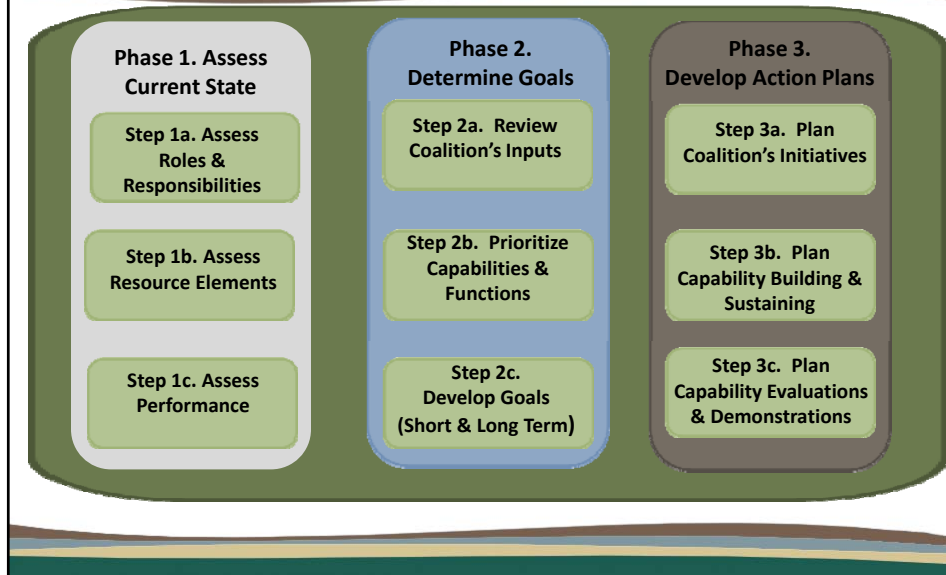 Phase 1. Assess
Current State
Step 1a. Assess
Roles &
Responsibilities
Step 1b. Assess
Resource Elements
Step 1c. Assess
Performance
Phase 2.
Determine Goals
Step 2a.  Review
Coalition’s Inputs
Step 2b.  Prioritize
Capabilities &
Functions
Step 2c.
Develop Goals
(Short & Long Term)
Phase 3.
Develop Action Plans
Step 3a.  Plan
Coalition’s Initiatives
Step 3b.  Plan
Capability Building &
Sustaining
Step 3c.  Plan
Capability Evaluations
& Demonstrations